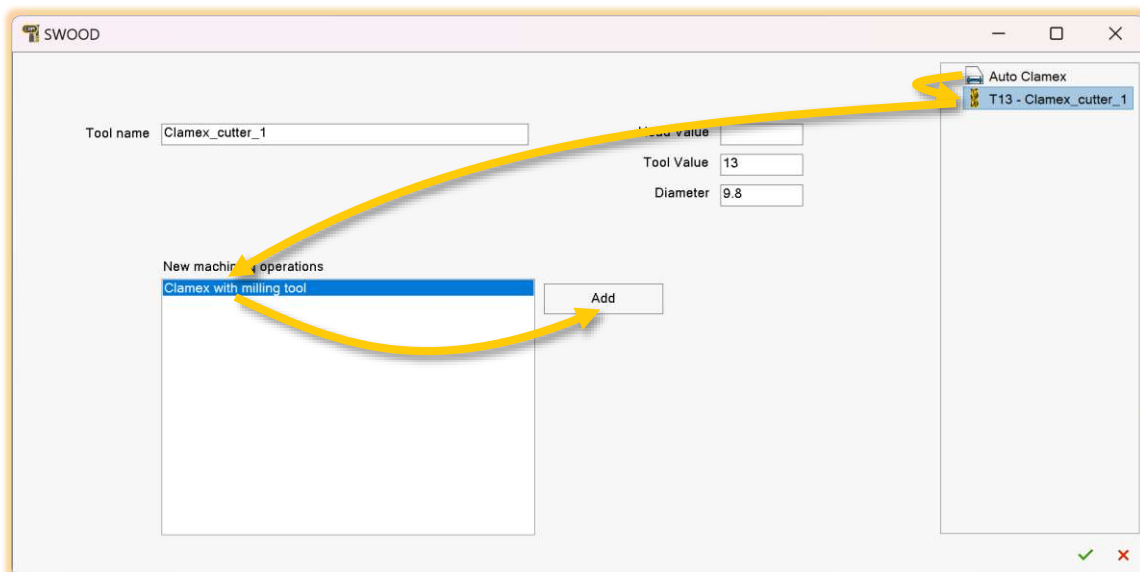 SWOOD
Auto Clamex
T13 - Clamex_cutter_1
Tool name Clamex_cutter_1
Value
Tool Value 13
Diameter 9.8
New machining operations
Clamex with milling tool
Add